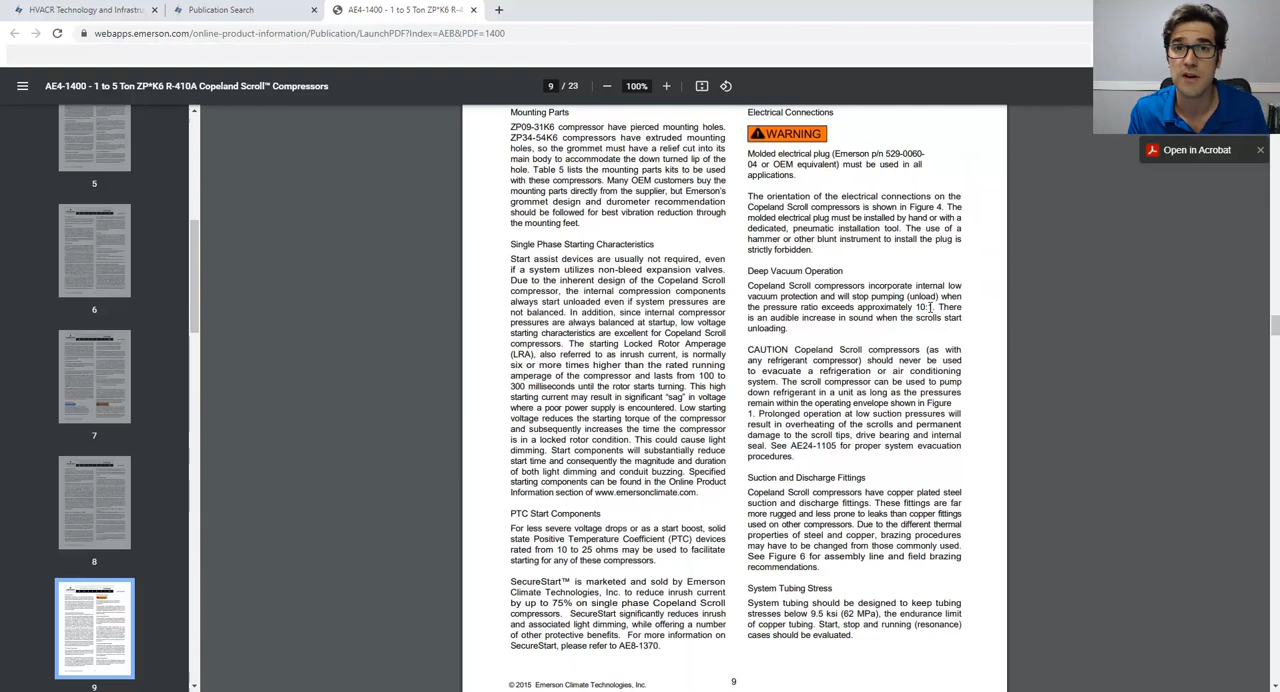 HVACR Technology and Infrastru
Publication Search
AE4-1400 - 1 to 5 Ton ZP*K6 R-4
webapps.emerson.com/online-product-information/Publication/LaunchPDF?Index=AEB&PDF=1400
AE4-1400 - 1 to 5 Ton ZP*K6 R-410A Copeland Scroll™ Compressors
9 / 23
100%
Open in Acrobat
5
6
7
8
9
Mounting Parts
ZP09-31K6 compressor have pierced mounting holes.
ZP34-54K6 compressors have extruded mounting
holes, so the grommet must have a relief cut into its
main body to accommodate the down turned lip of the
hole. Table 5 lists the mounting parts kits to be used
with these compressors. Many OEM customers buy the
mounting parts directly from the supplier, but Emerson's
grommet design and durometer recommendation
should be followed for best vibration reduction through
the mounting feet.
Single Phase Starting Characteristics
Start assist devices are usually not required, even
if a system utilizes non-bleed expansion valves.
Due to the inherent design of the Copeland Scroll
compressor, the internal compression components
always start unloaded even if system pressures are
not balanced. In addition, since internal compressor
pressures are always balanced at startup, low voltage
starting characteristics are excellent for Copeland Scroll
compressors. The starting Locked Rotor Amperage
(LRA), also referred to as inrush current, is normally
six or more times higher than the rated running
amperage of the compressor and lasts from 100 to
300 milliseconds until the rotor starts turning. This high
starting current may result in significant “sag” in voltage
where a poor power supply is encountered. Low starting
voltage reduces the starting torque of the compressor
and subsequently increases the time the compressor
is in a locked rotor condition. This could cause light
dimming. Start components will substantially reduce
start time and consequently the magnitude and duration
of both light dimming and conduit buzzing. Specified
starting components can be found in the Online Product
Information section of www.emersonclimate.com.
PTC Start Components
For less severe voltage drops or as a start boost, solid
state Positive Temperature Coefficient (PTC) devices
rated from 10 to 25 ohms may be used to facilitate
starting for any of these compressors.
SecureStart™ is marketed and sold by Emerson
Climate Technologies, Inc. to reduce inrush current
by up to 75% on single phase Copeland Scroll
compressors. SecureStart significantly reduces inrush
and associated light dimming, while offering a number
of other protective benefits. For more information on
SecureStart, please refer to AE8-1370.
© 2015 Emerson Climate Technologies, Inc.
Electrical Connections
WARNING
Molded electrical plug (Emerson p/n 529-0060-
04 or OEM equivalent) must be used in all
applications.
The orientation of the electrical connections on the
Copeland Scroll compressors is shown in Figure 4. The
molded electrical plug must be installed by hand or with a
dedicated, pneumatic installation tool. The use of a
hammer or other blunt instrument to install the plug is
strictly forbidden.
Deep Vacuum Operation
Copeland Scroll compressors incorporate internal low
vacuum protection and will stop pumping (unload) when
the pressure ratio exceeds approximately 10:1. There
is an audible increase in sound when the scrolls start
unloading.
CAUTION Copeland Scroll compressors (as with
any refrigerant compressor) should never be used
to evacuate a refrigeration or air conditioning
system. The scroll compressor can be used to pump
down refrigerant in a unit as long as the pressures
remain within the operating envelope shown in Figure
1. Prolonged operation at low suction pressures will
result in overheating of the scrolls and permanent
damage to the scroll tips, drive bearing and internal
seal. See AE24-1105 for proper system evacuation
procedures.
Suction and Discharge Fittings
Copeland Scroll compressors have copper plated steel
suction and discharge fittings. These fittings are far
more rugged and less prone to leaks than copper fittings
used on other compressors. Due to the different thermal
properties of steel and copper, brazing procedures
may have to be changed from those commonly used.
See Figure 6 for assembly line and field brazing
recommendations.
System Tubing Stress
System tubing should be designed to keep tubing
stresses below 9.5 ksi (62 MPa), the endurance limit
of copper tubing. Start, stop and running (resonance)
cases should be evaluated.
9